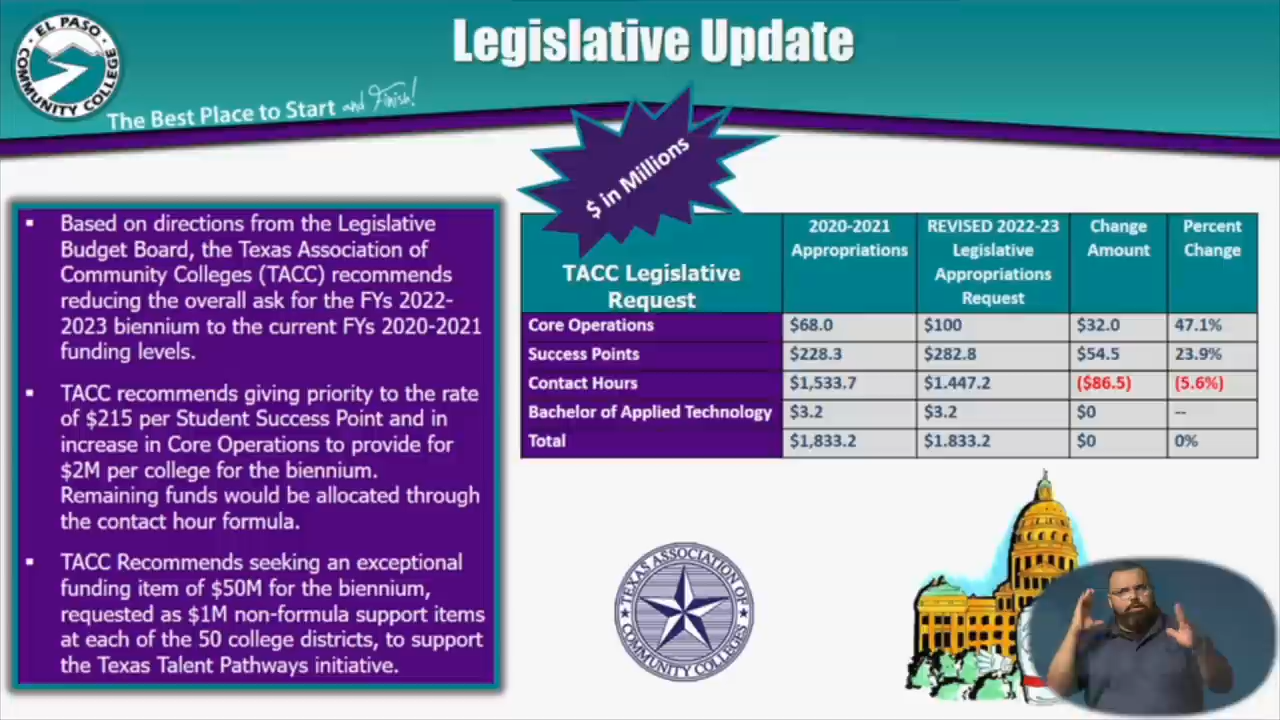 EL PASO
COMMUNITY COLLEGE
Legislative Update
The Best Place to Start and Finish!
$ in Millions
▪ Based on directions from the Legislative
Budget Board, the Texas Association of
Community Colleges (TACC) recommends
reducing the overall ask for the FYs 2022-
2023 biennium to the current FYs 2020-2021
funding levels.
▪ TACC recommends giving priority to the rate
of $215 per Student Success Point and in
increase in Core Operations to provide for
$2M per college for the biennium.
Remaining funds would be allocated through
the contact hour formula.
▪ TACC Recommends seeking an exceptional
funding item of $50M for the biennium,
requested as $1M non-formula support items
at each of the 50 college districts, to support
the Texas Talent Pathways initiative.
TACC Legislative
Request
2020-2021
Appropriations
REVISED 2022-23
Legislative
Appropriations
Request
Change
Amount
Percent
Change
Core Operations $68.0 $100 $32.0 47.1%
Success Points $228.3 $282.8 $54.5 23.9%
Contact Hours $1,533.7 $1.447.2 ($86.5) (5.6%)
Bachelor of Applied Technology $3.2 $3.2 $0 --
Total $1,833.2 $1.833.2 $0 0%
TEXAS ASSOCIATION OF
COMMUNITY COLLEGES